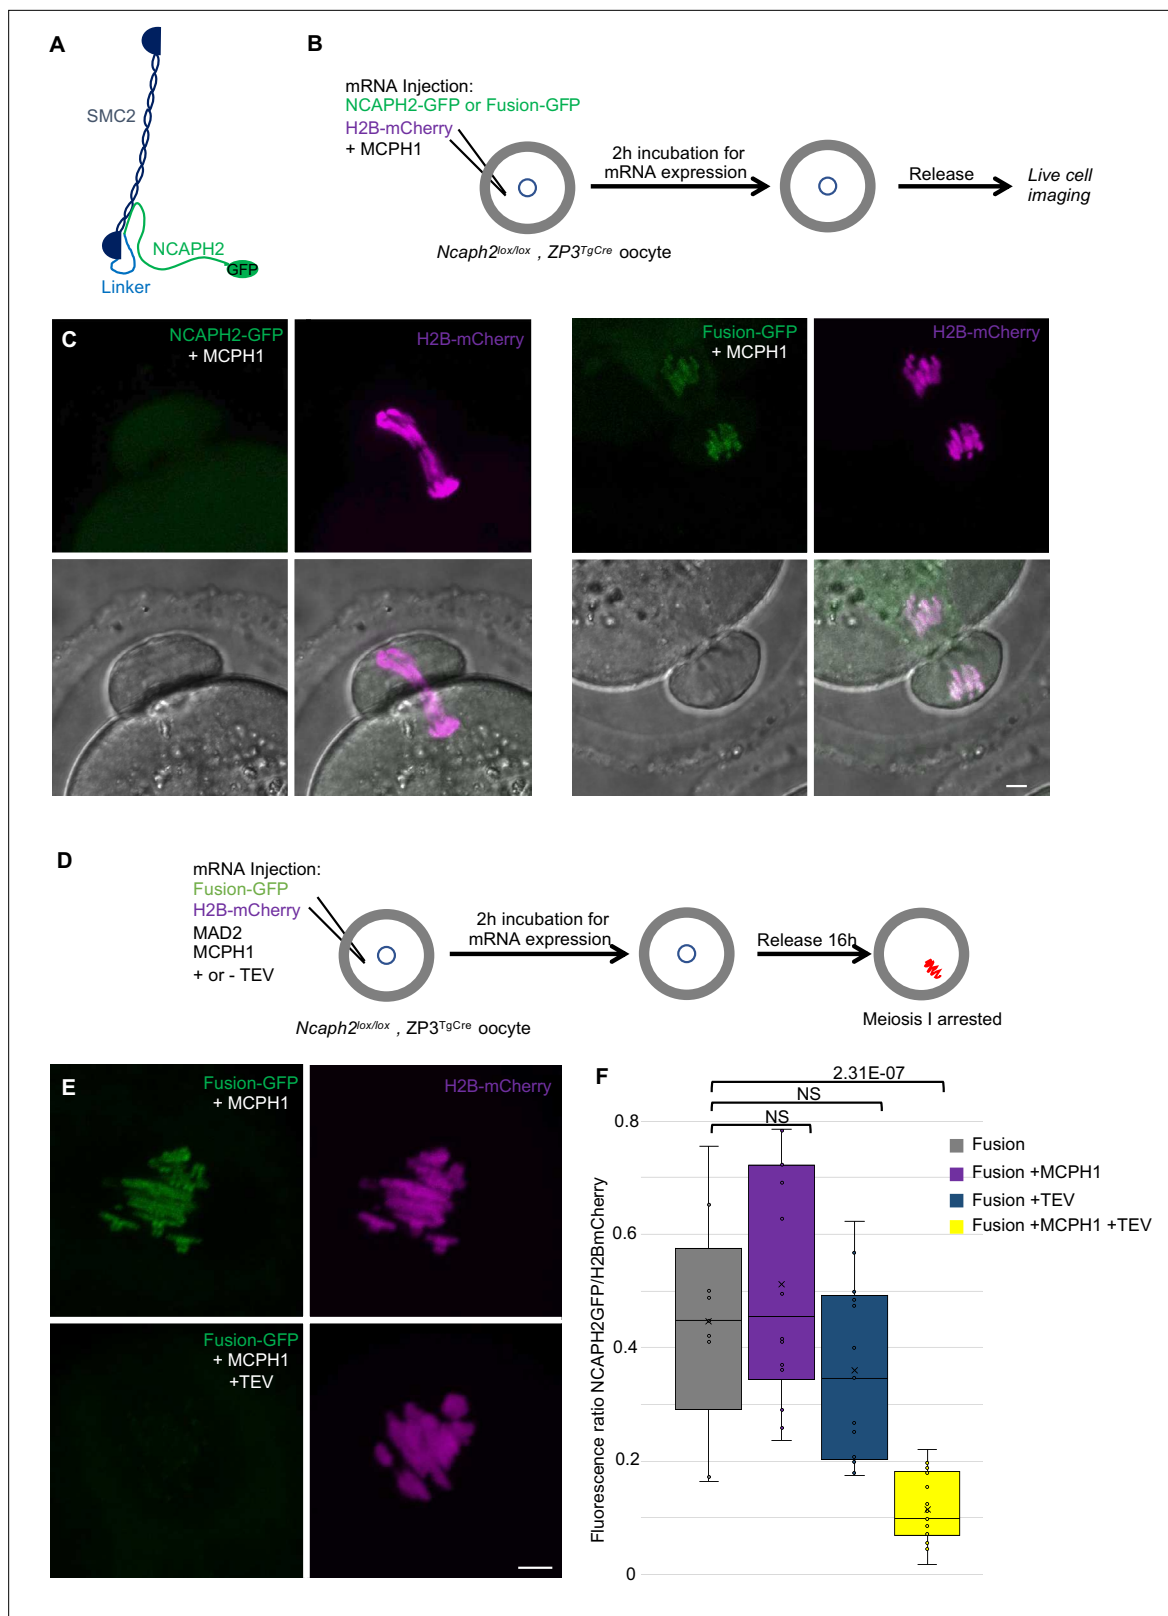 A
SMC2
NCAPH2
GFP
Linker
B
mRNA Injection:
NCAPH2-GFP or Fusion-GFP
H2B-mCherry
+ MCPH1
2h incubation for
mRNA expression
Release
Live cell
imaging
Ncaph2lox/lox , ZP3TgCre oocyte
C
NCAPH2-GFP
+ MCPH1
H2B-mCherry
Fusion-GFP
+ MCPH1
H2B-mCherry
D
mRNA Injection:
Fusion-GFP
H2B-mCherry
MAD2
MCPH1
+ or - TEV
2h incubation for
mRNA expression
Release 16h
Ncaph2lox/lox , ZP3TgCre oocyte
Meiosis I arrested
E
Fusion-GFP
+ MCPH1
H2B-mCherry
Fusion-GFP
+ MCPH1
+TEV
F
2.31E-07
NS
NS
Fluorescence ratio NCAPH2GFP/H2BmCherry
0.8
0.6
0.4
0.2
0
Fusion
Fusion +MCPH1
Fusion +TEV
Fusion +MCPH1 +TEV